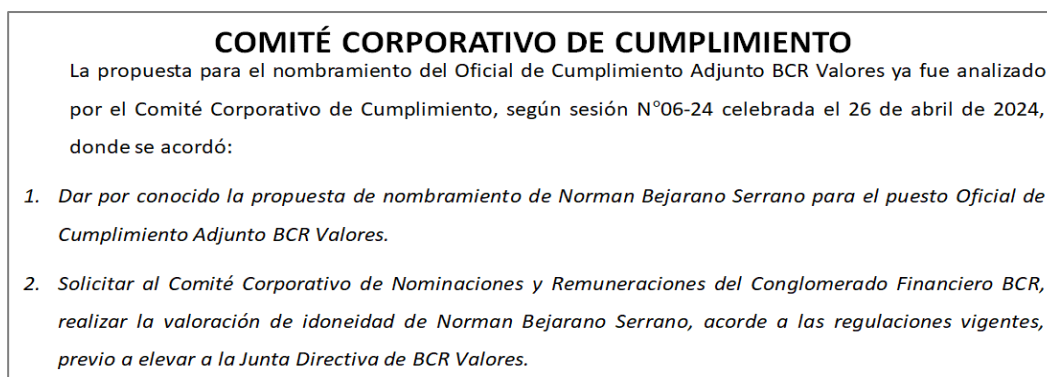 COMITÉ CORPORATIVO DE CUMPLIMIENTO
La propuesta para el nombramiento del Oficial de Cumplimiento Adjunto BCR Valores ya fue analizado
por el Comité Corporativo de Cumplimiento, según sesión N°06-24 celebrada el 26 de abril de 2024,
donde se acordó:
1. Dar por conocido la propuesta de nombramiento de Norman Bejarano Serrano para el puesto Oficial de
Cumplimiento Adjunto BCR Valores.
2. Solicitar al Comité Corporativo de Nominaciones y Remuneraciones del Conglomerado Financiero BCR,
realizar la valoración de idoneidad de Norman Bejarano Serrano, acorde a las regulaciones vigentes,
previo a elevar a la Junta Directiva de BCR Valores.